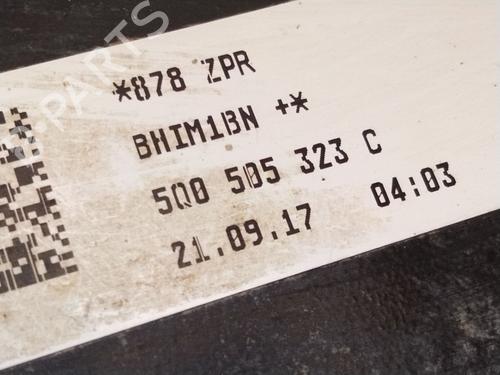 *878 ZPR
BHIM1BN +*
5Q0 505 323 C
21.09.17 04:03